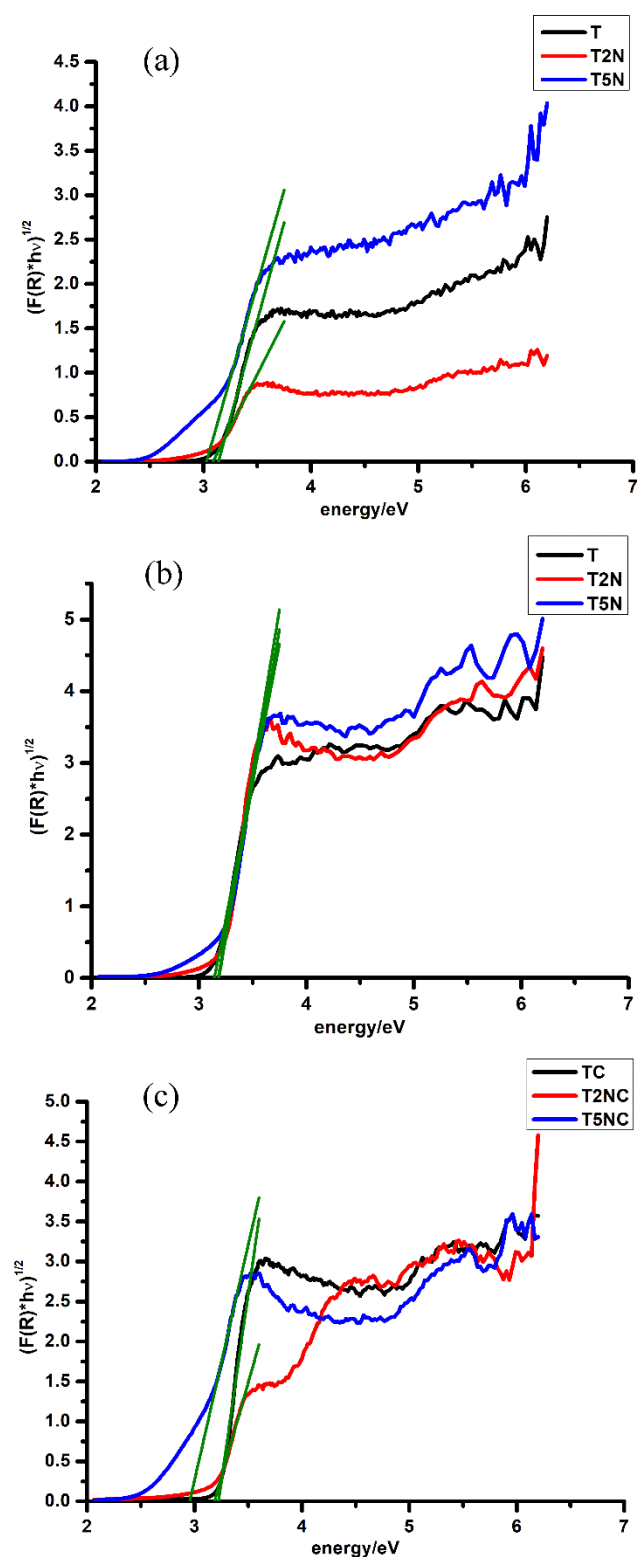 (a)
T
T2N
T5N
4.5
4.0
3.5
3.0
2.5
2.0
1.5
1.0
0.5
0.0
(F(R)*hν)1/2
2 3 4 5 6 7
energy/eV
(b)
T
T2N
T5N
5
4
3
2
1
0
(F(R)*hν)1/2
2 3 4 5 6 7
energy/eV
(c)
TC
T2NC
T5NC
5.0
4.5
4.0
3.5
3.0
2.5
2.0
1.5
1.0
0.5
0.0
(F(R)*hν)1/2
2 3 4 5 6 7
energy/eV